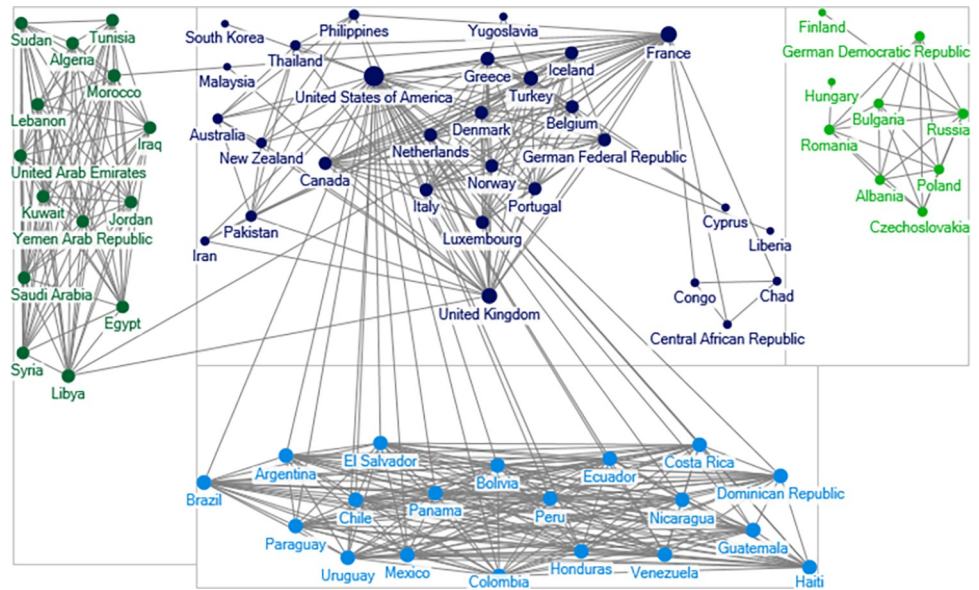 Sudan
Tunisia
Algeria
Morocco
Lebanon
Iraq
United Arab Emirates
Kuwait
Jordan
Yemen Arab Republic
Saudi Arabia
Egypt
Syria
Libya
South Korea
Philippines
Yugoslavia
France
Thailand
Malaysia
Greece
Iceland
United States of America
Turkey
Australia
Denmark
Belgium
New Zealand
Netherlands
German Federal Republic
Canada
Norway
Italy
Portugal
Pakistan
Luxembourg
Cyprus
Iran
Liberia
Congo
Chad
United Kingdom
Central African Republic
Finland
German Democratic Republic
Hungary
Bulgaria
Romania
Russia
Albania
Poland
Czechoslovakia
Argentina
El Salvador
Bolivia
Ecuador
Costa Rica
Brazil
Dominican Republic
Chile
Panama
Peru
Nicaragua
Paraguay
Guatemala
Uruguay
Mexico
Colombia
Honduras
Venezuela
Haiti